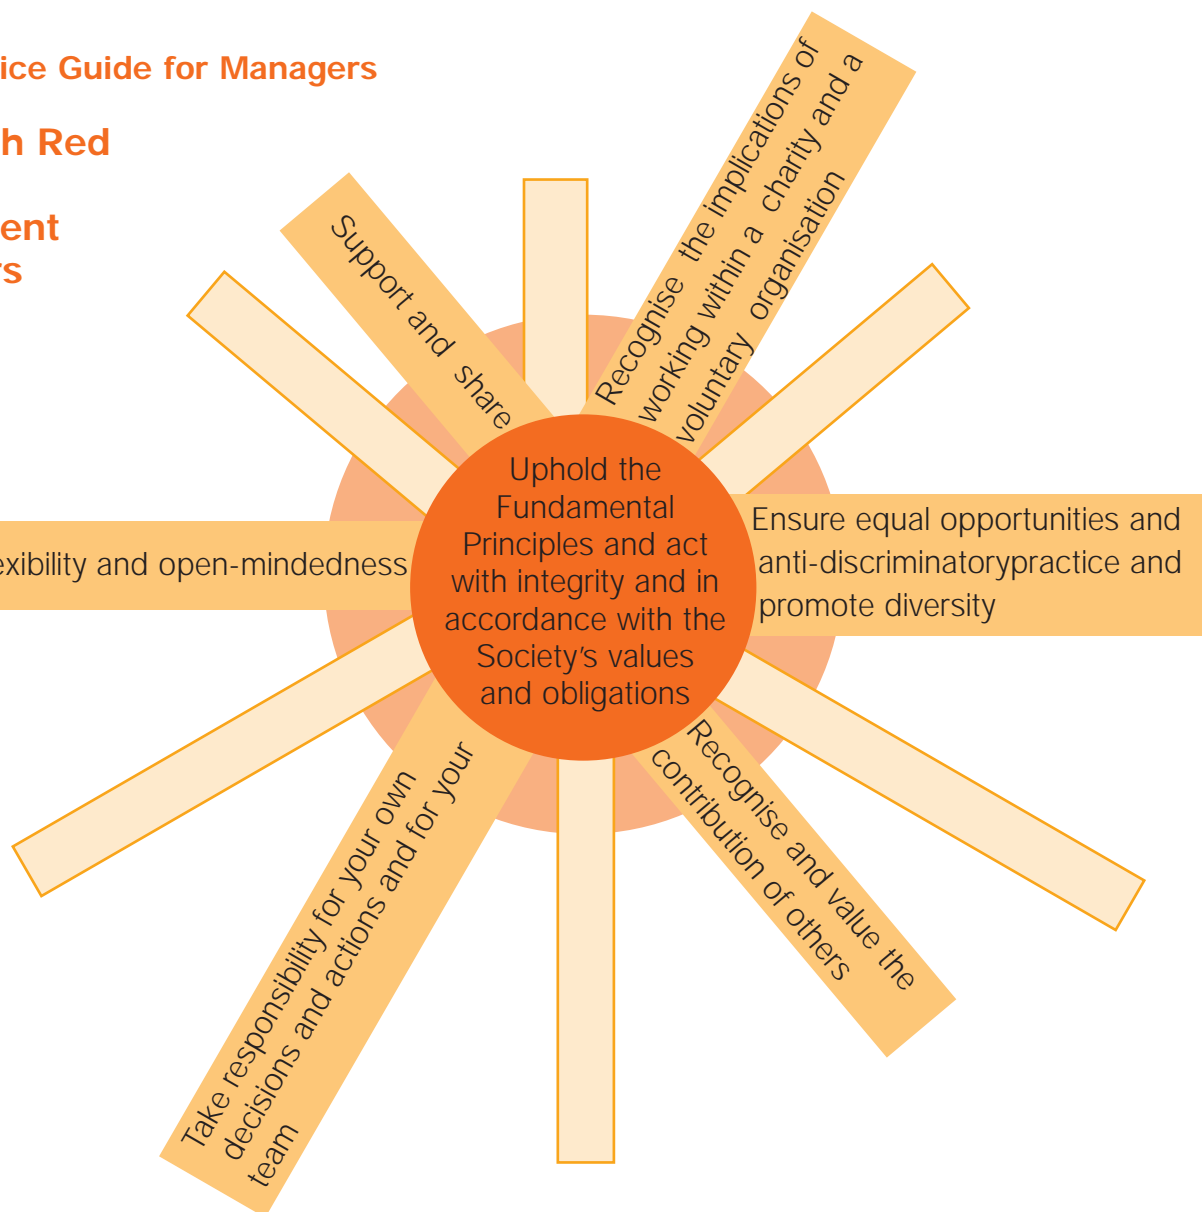 ice Guide for Managers
h Red
ent
rs
Support and share
Recognise the implications of
working within a charity and a
voluntary organisation
exibility and open-mindedness
Uphold the
Fundamental
Principles and act
with integrity and in
accordance with the
Society's values
and obligations
Ensure equal opportunities and
anti-discriminatorypractice and
promote diversity
Take responsibility for your own
decisions and actions and for your
team
Recognise and value the
contribution of others